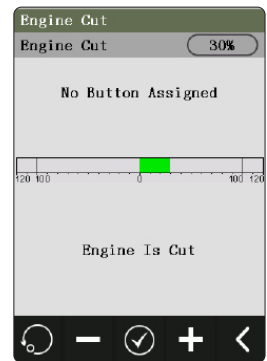 Engine Cut
Engine Cut 30%
No Button Assigned
120 100 0 100 120
Engine Is Cut